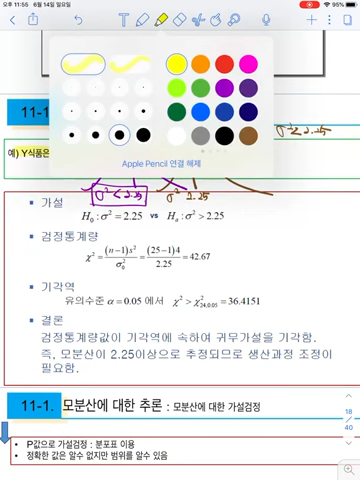 오후 11:55 6월 14일 일요일
95%
11-1
σ² ≤ 2.25
예) Y식품은
Apple Pencil 연결 해제
σ² < 2.25
σ² 2.25
▪ 가설
H₀ : σ² = 2.25 vs Hₐ : σ² > 2.25
▪ 검정통계량
χ² = (n−1)s² / σ₀² = (25−1)4 / 2.25 = 42.67
▪ 기각역
유의수준 α = 0.05 에서 χ² > χ²₂₄,₀.₀₅ = 36.4151
▪ 결론
검정통계량값이 기각역에 속하여 귀무가설을 기각함.
즉, 모분산이 2.25이상으로 추정되므로 생산과정 조정이
필요함.
11-1. 모분산에 대한 추론 : 모분산에 대한 가설검정
18
40
• P값으로 가설검정 : 분포표 이용
• 정확한 값은 알수 없지만 범위를 알수 있음